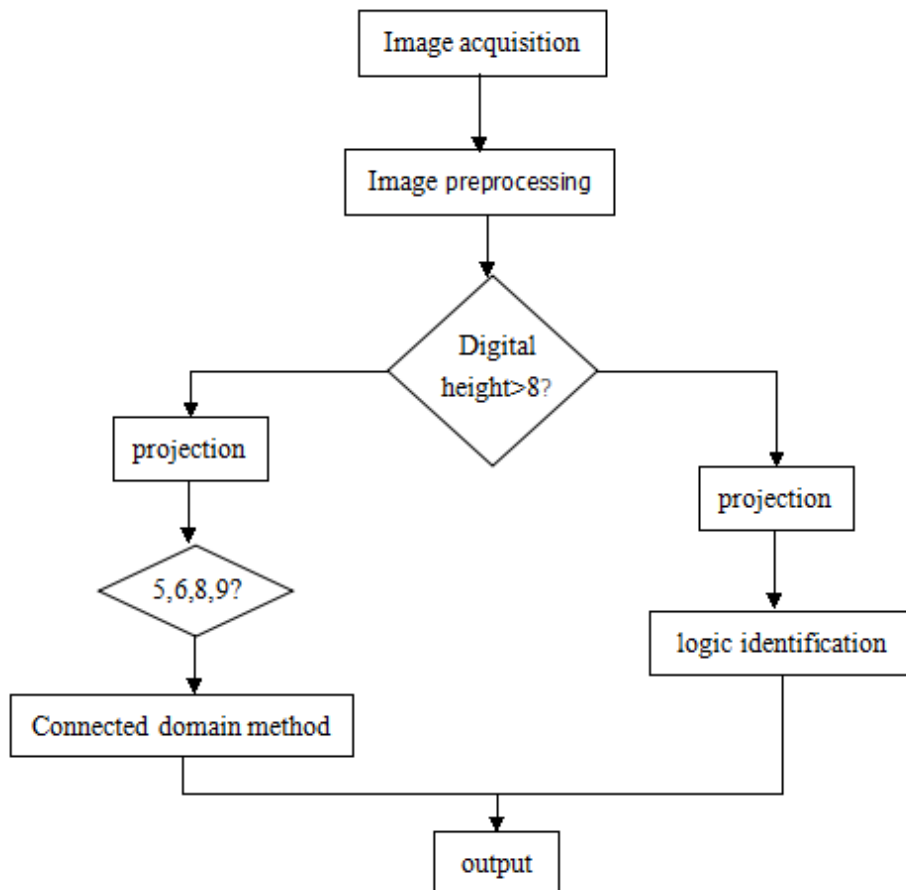 Image acquisition
Image preprocessing
Digital
height>8?
projection
projection
5,6,8,9?
logic identification
Connected domain method
output